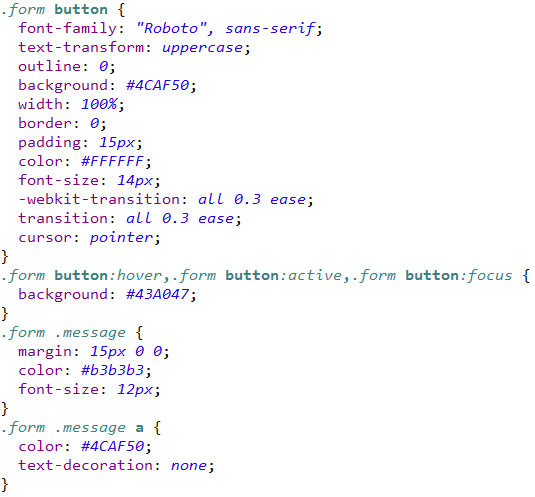 .form button {
  font-family: "Roboto", sans-serif;
  text-transform: uppercase;
  outline: 0;
  background: #4CAF50;
  width: 100%;
  border: 0;
  padding: 15px;
  color: #FFFFFF;
  font-size: 14px;
  -webkit-transition: all 0.3 ease;
  transition: all 0.3 ease;
  cursor: pointer;
}
.form button:hover,.form button:active,.form button:focus {
  background: #43A047;
}
.form .message {
  margin: 15px 0 0;
  color: #b3b3b3;
  font-size: 12px;
}
.form .message a {
  color: #4CAF50;
  text-decoration: none;
}